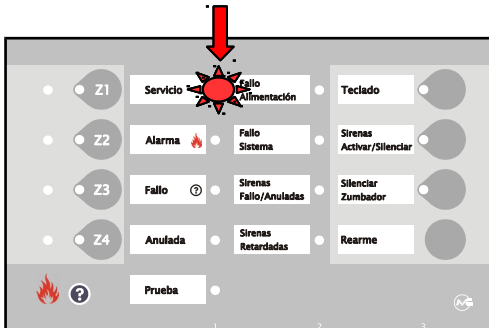 Z1 Servicio Fallo Alimentación Teclado
Z2 Alarma Fallo Sistema Sirenas Activar/Silenciar
Z3 Fallo ? Sirenas Fallo/Anuladas Silenciar Zumbador
Z4 Anulada Sirenas Retardadas Rearme
? Prueba
1 2 3